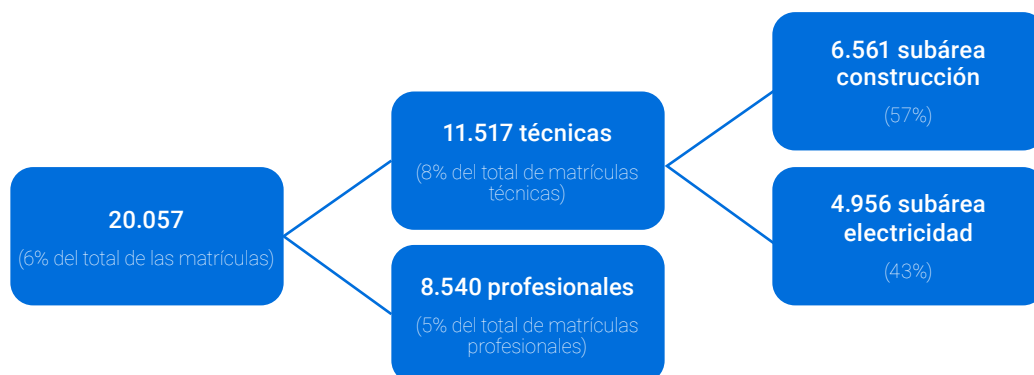 6.561 subárea
construcción
(57%)
11.517 técnicas
(8% del total de matrículas
técnicas)
20.057
(6% del total de las matrículas)
4.956 subárea
electricidad
(43%)
8.540 profesionales
(5% del total de matrículas
profesionales)